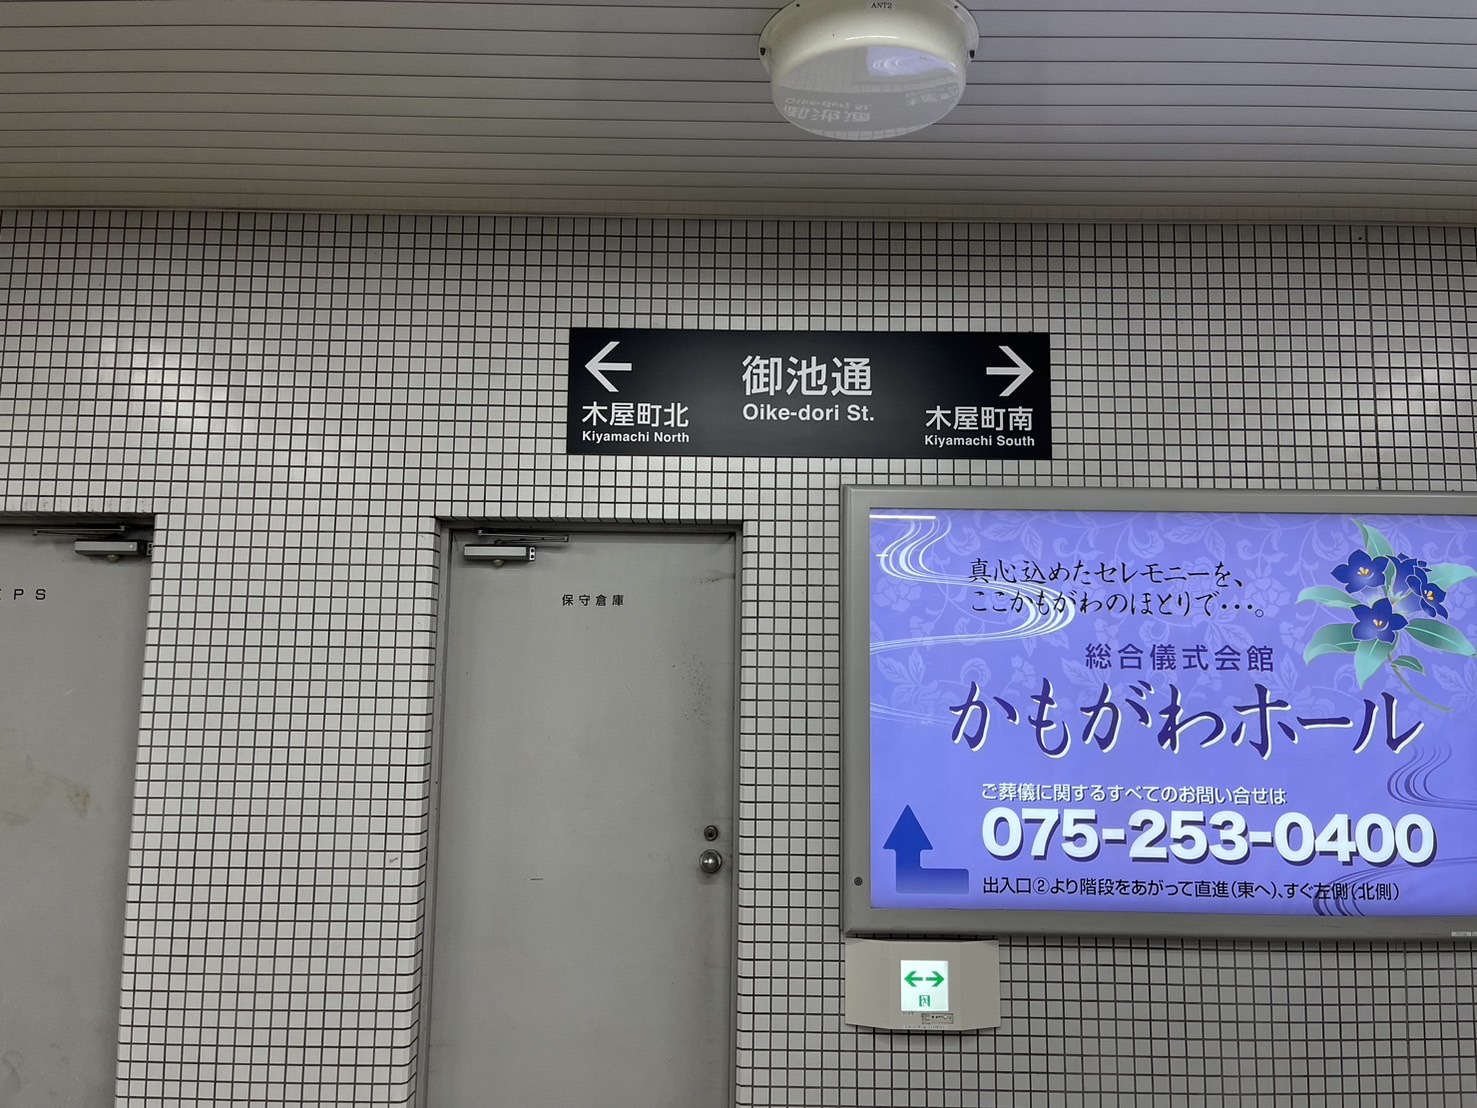 ANT2
御池通
Oike-dori St.
木屋町北
Kiyamachi North
木屋町南
Kiyamachi South
PS
保守倉庫
真心込めたセレモニーを、
ここかもがわのほとりで・・・。
総合儀式会館
かもがわホール
ご葬儀に関するすべてのお問い合せは
075-253-0400
出入口②より階段をあがって直進(東へ)、すぐ左側(北側)